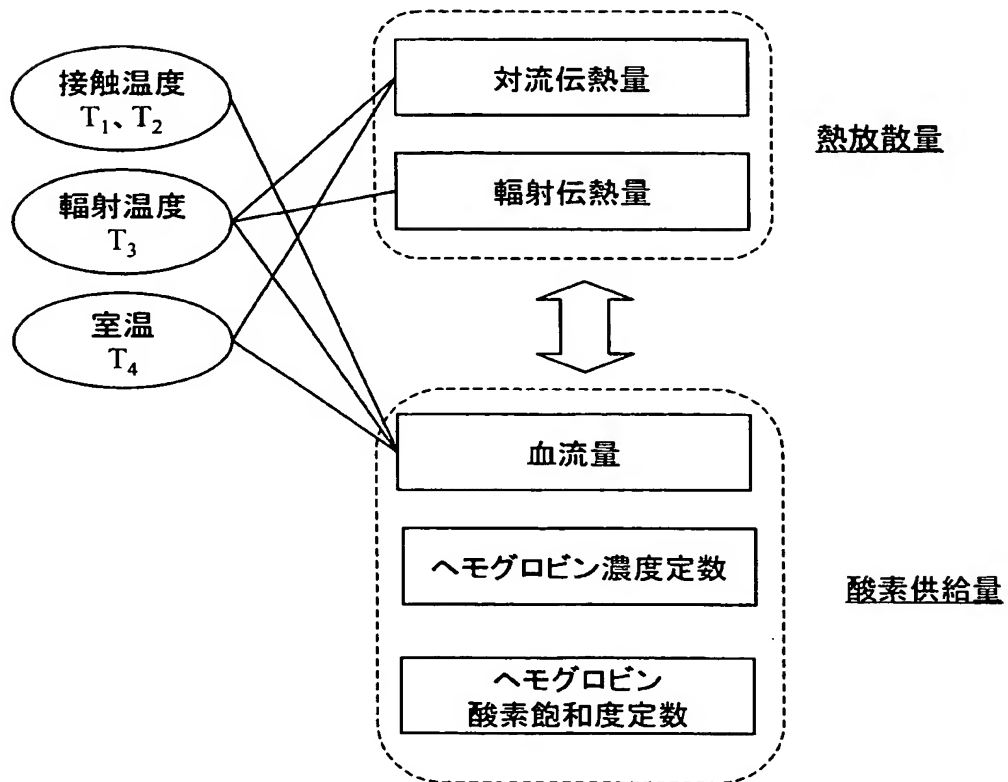 接触温度
T₁、T₂
輻射温度
T₃
室温
T₄
対流伝熱量
輻射伝熱量
熱放散量
血流量
ヘモグロビン濃度定数
ヘモグロビン
酸素飽和度定数
酸素供給量